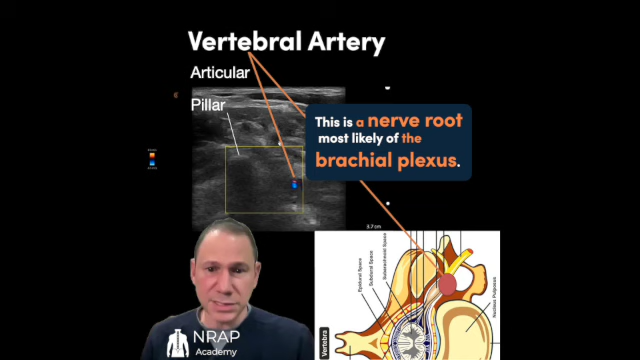 Vertebral Artery
Articular
Pillar
This is a nerve root
most likely of the
brachial plexus.
3.7 cm
Epidural Space
Subdural Space
Subarachnoid Space
Nucleus Pulposus
Vertebra
NRAP
Academy